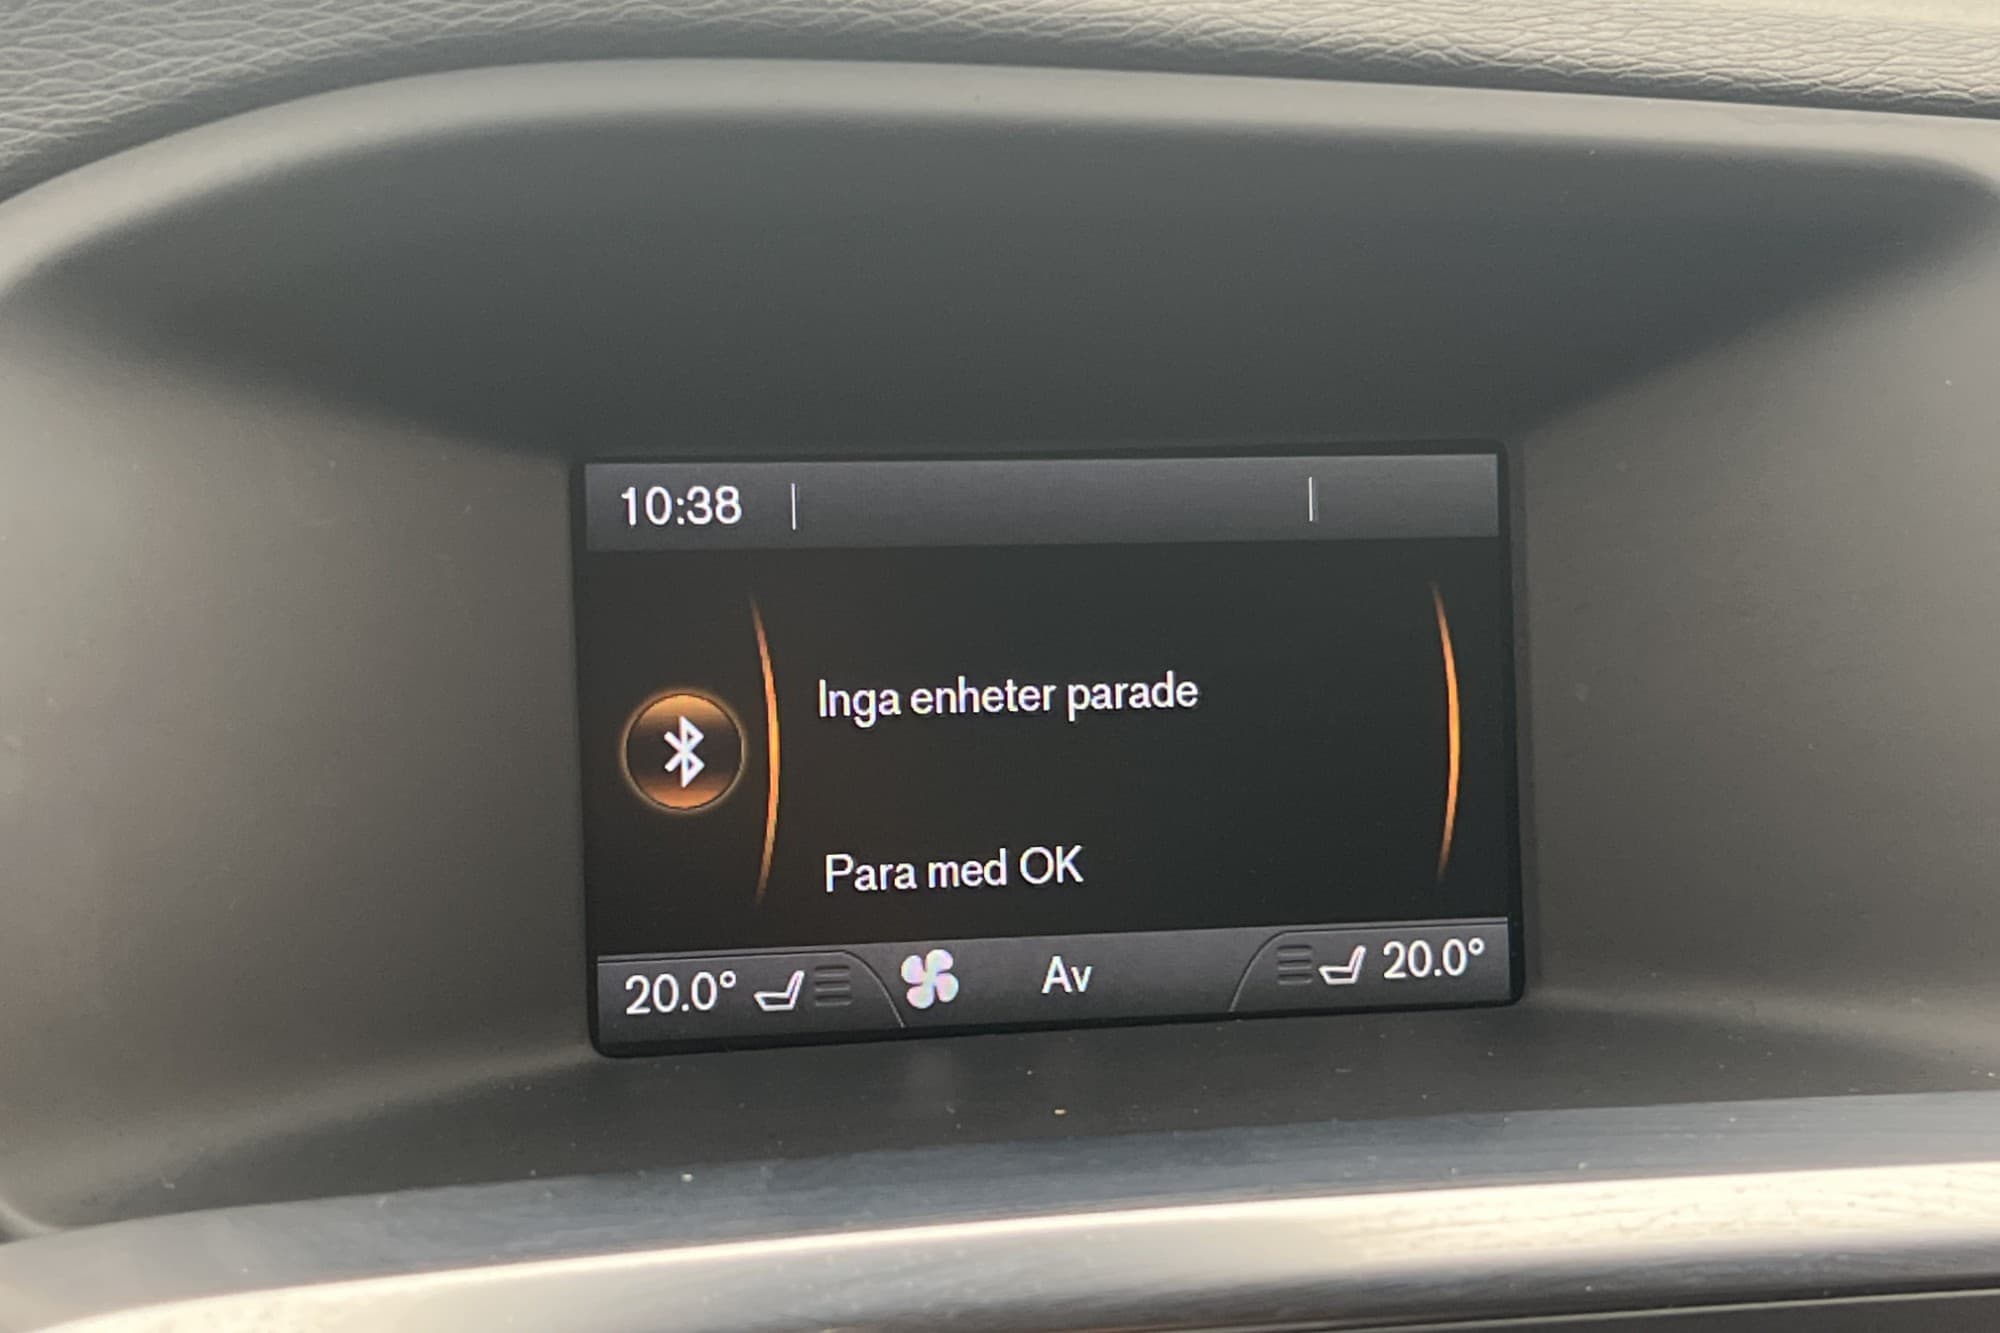 10:38
Inga enheter parade
Para med OK
20.0° Av 20.0°